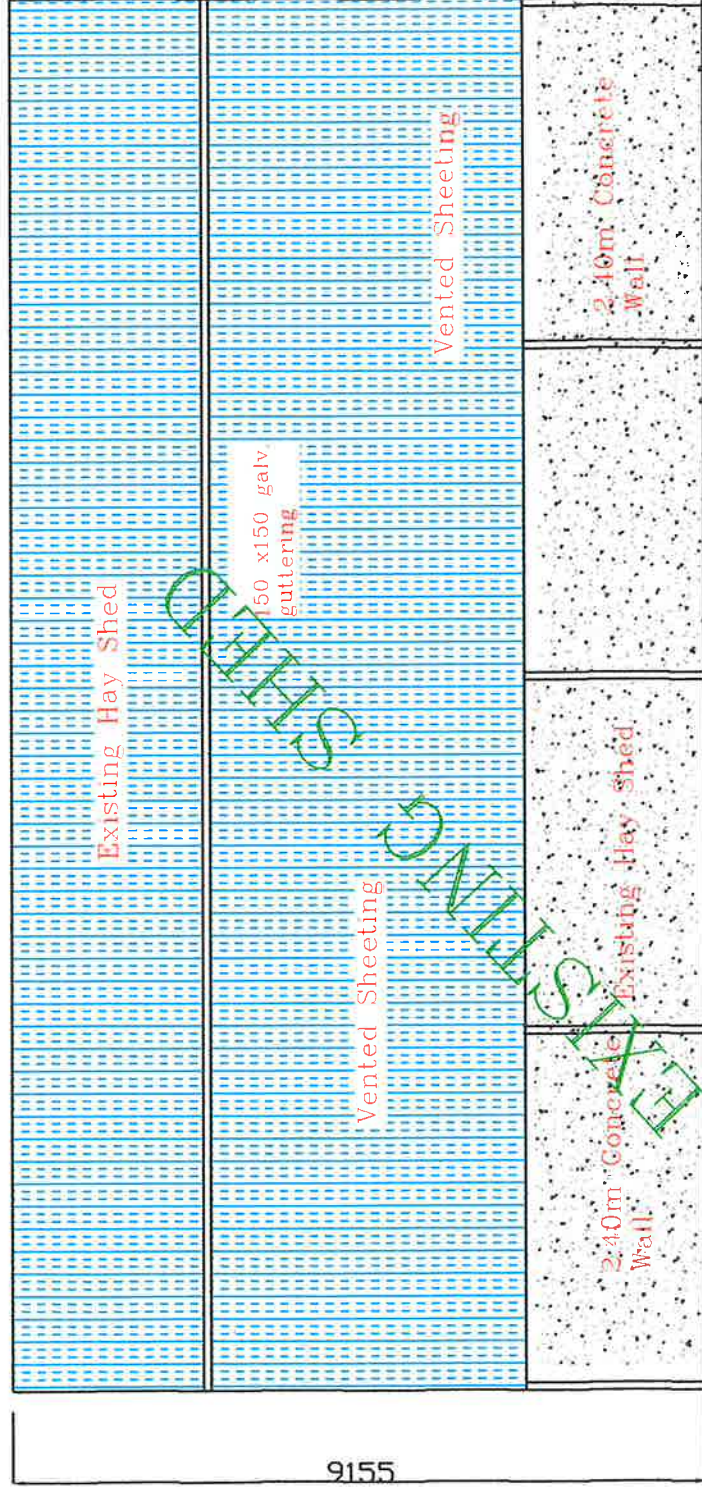 Existing Hay Shed
150 x150 galv.
guttering
Vented Sheeting
Vented Sheeting
EXISTING SHED
2.40m Concrete
Wall
Existing Hay Shed
2.40m Concrete
Wall
9155